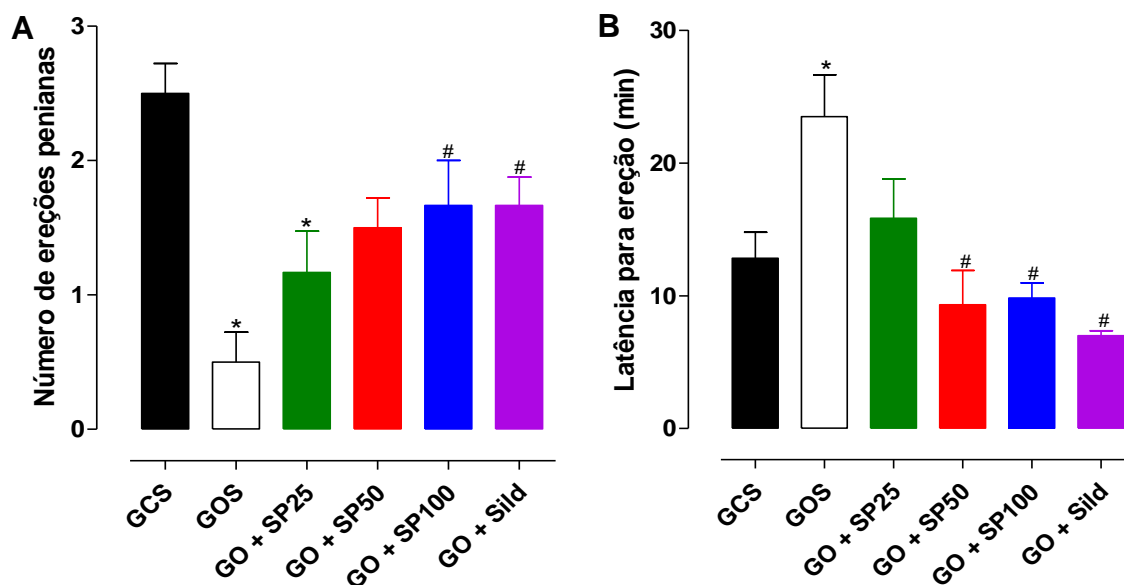 A
Número de ereções penianas
3
2
1
0
*
*
#
#
GCS
GOS
GO + SP25
GO + SP50
GO + SP100
GO + Sild
B
Latência para ereção (min)
30
20
10
0
*
#
#
#
GCS
GOS
GO + SP25
GO + SP50
GO + SP100
GO + Sild